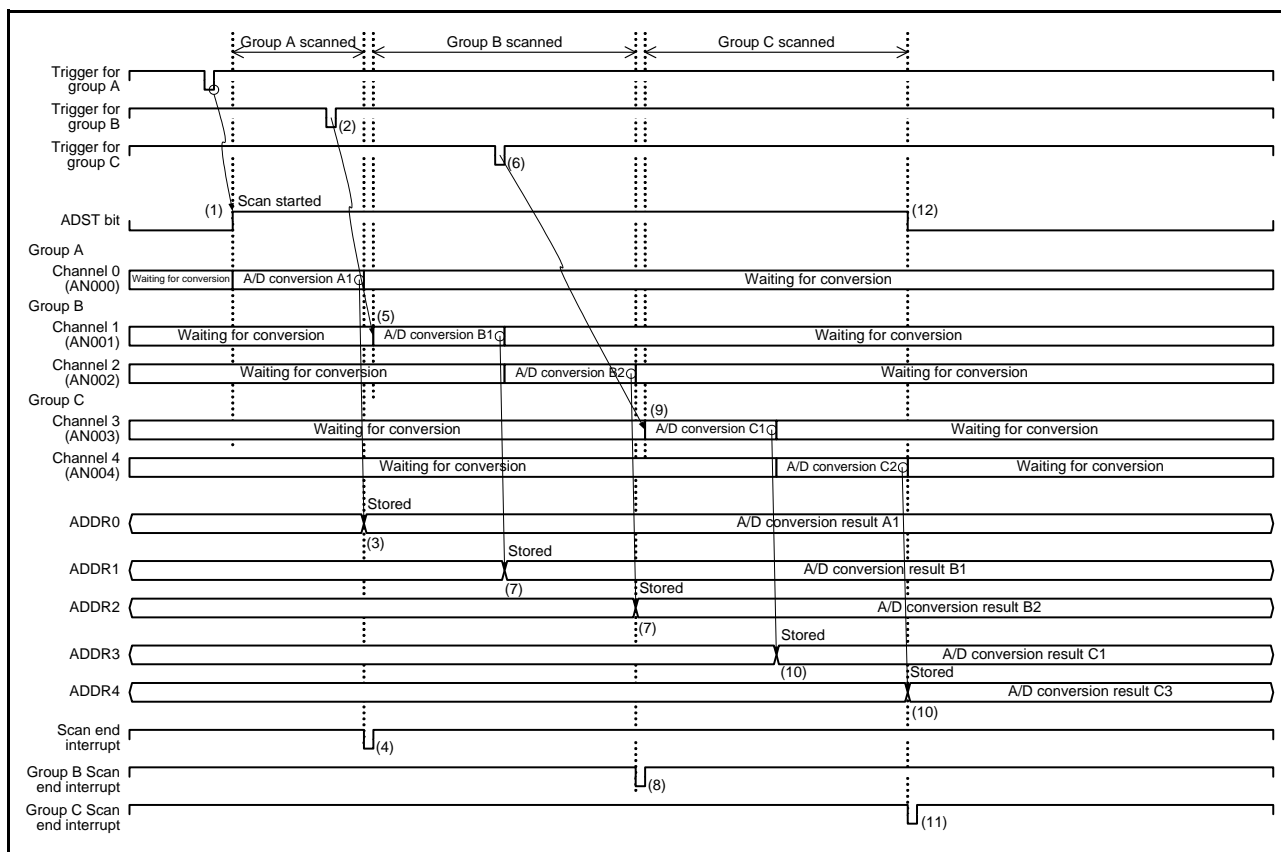 Group A scanned
Group B scanned
Group C scanned
Trigger for
group A
Trigger for
group B
(2)
Trigger for
group C
(6)
(1)
Scan started
(12)
ADST bit
Group A
Channel 0
(AN000)
Waiting for conversion
A/D conversion A1
Waiting for conversion
Group B
(5)
Channel 1
(AN001)
Waiting for conversion
A/D conversion B1
Waiting for conversion
Channel 2
(AN002)
Waiting for conversion
A/D conversion B2
Waiting for conversion
Group C
(9)
Channel 3
(AN003)
Waiting for conversion
A/D conversion C1
Waiting for conversion
Channel 4
(AN004)
Waiting for conversion
A/D conversion C2
Waiting for conversion
Stored
ADDR0
A/D conversion result A1
(3)
Stored
ADDR1
A/D conversion result B1
(7)
Stored
ADDR2
A/D conversion result B2
(7)
Stored
ADDR3
A/D conversion result C1
(10)
Stored
ADDR4
A/D conversion result C3
(10)
Scan end
interrupt
(4)
Group B Scan
end interrupt
(8)
Group C Scan
end interrupt
(11)